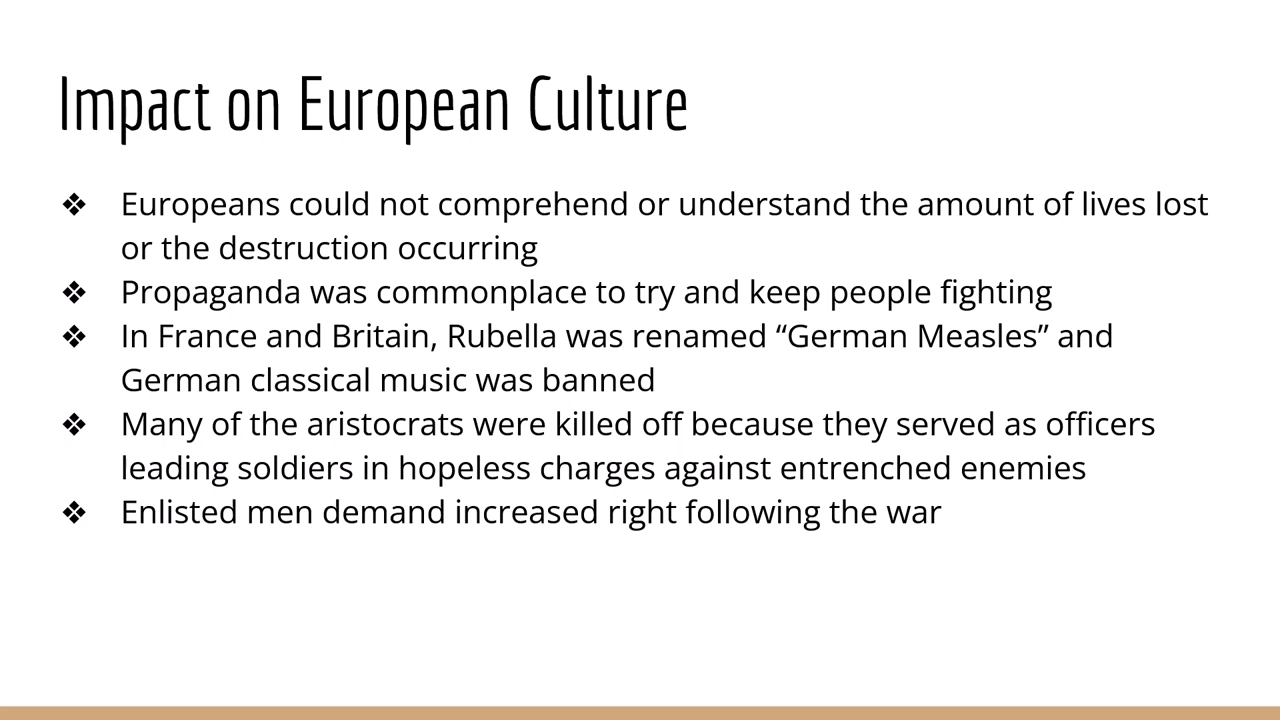 Impact on European Culture
❖ Europeans could not comprehend or understand the amount of lives lost
or the destruction occurring
❖ Propaganda was commonplace to try and keep people fighting
❖ In France and Britain, Rubella was renamed “German Measles” and
German classical music was banned
❖ Many of the aristocrats were killed off because they served as officers
leading soldiers in hopeless charges against entrenched enemies
❖ Enlisted men demand increased right following the war